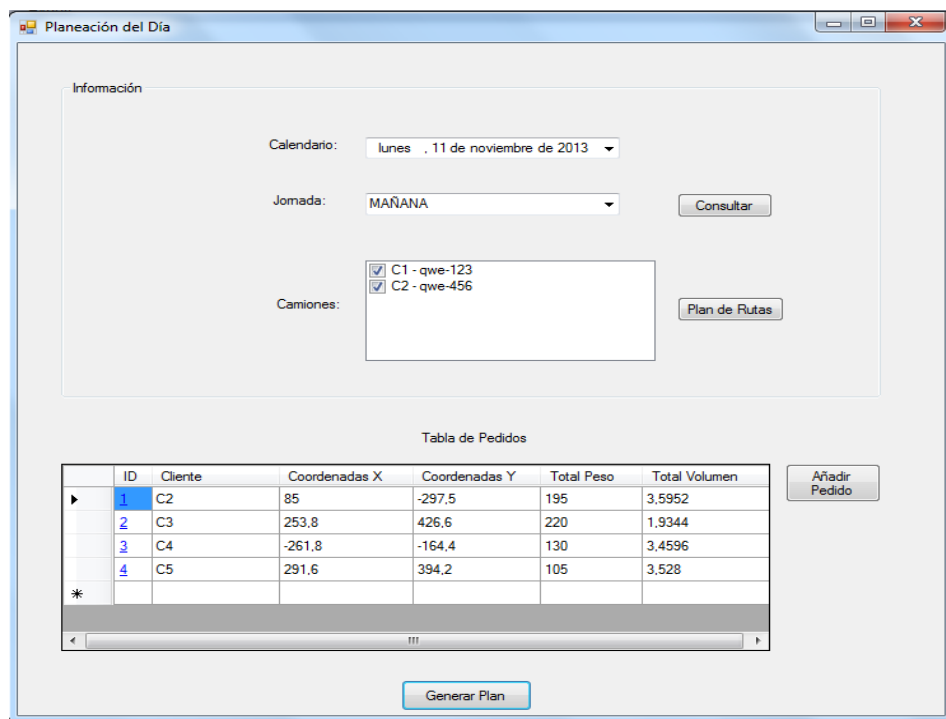 Planeación del Día
Información
Calendario:
lunes , 11 de noviembre de 2013
Jornada:
MAÑANA
Consultar
Camiones:
C1 - qwe-123
C2 - qwe-456
Plan de Rutas
Tabla de Pedidos
ID Cliente Coordenadas X Coordenadas Y Total Peso Total Volumen
1 C2 85 -297,5 195 3,5952
2 C3 253,8 426,6 220 1,9344
3 C4 -261,8 -164,4 130 3,4596
4 C5 291,6 394,2 105 3,528
Añadir
Pedido
Generar Plan